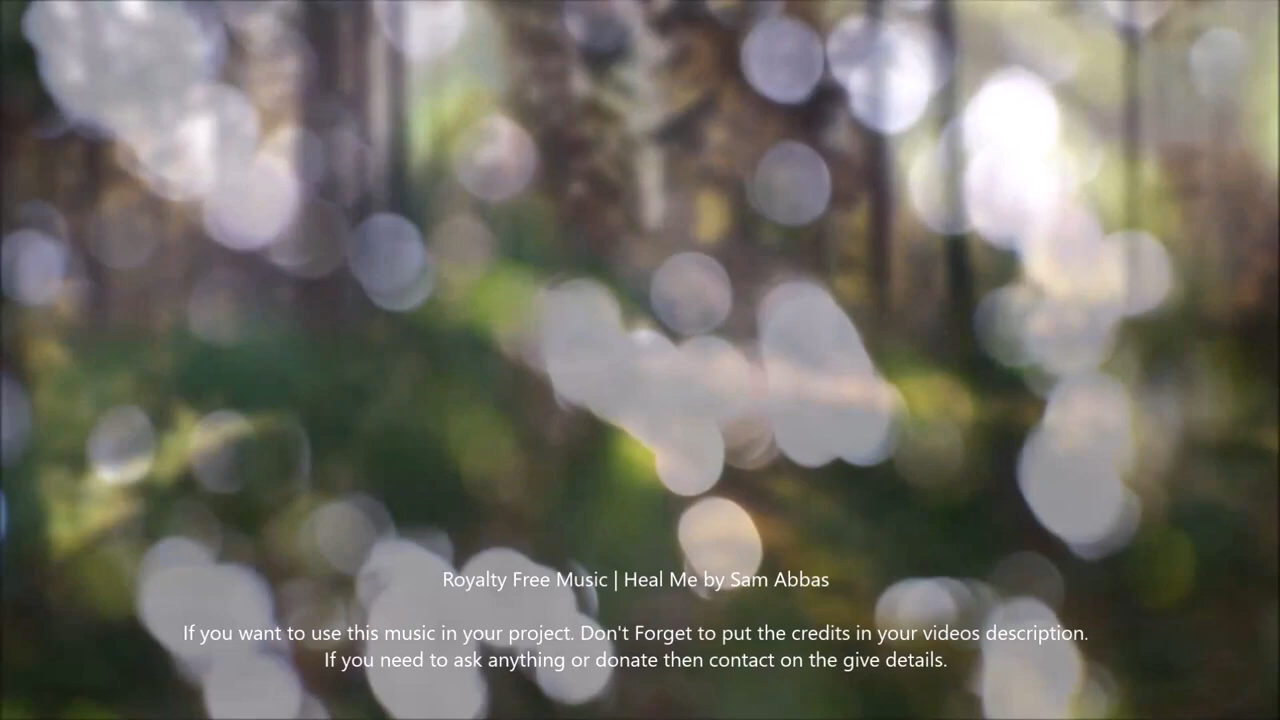 Royalty Free Music | Heal Me by Sam Abbas
If you want to use this music in your project. Don't Forget to put the credits in your videos description.
If you need to ask anything or donate then contact on the give details.